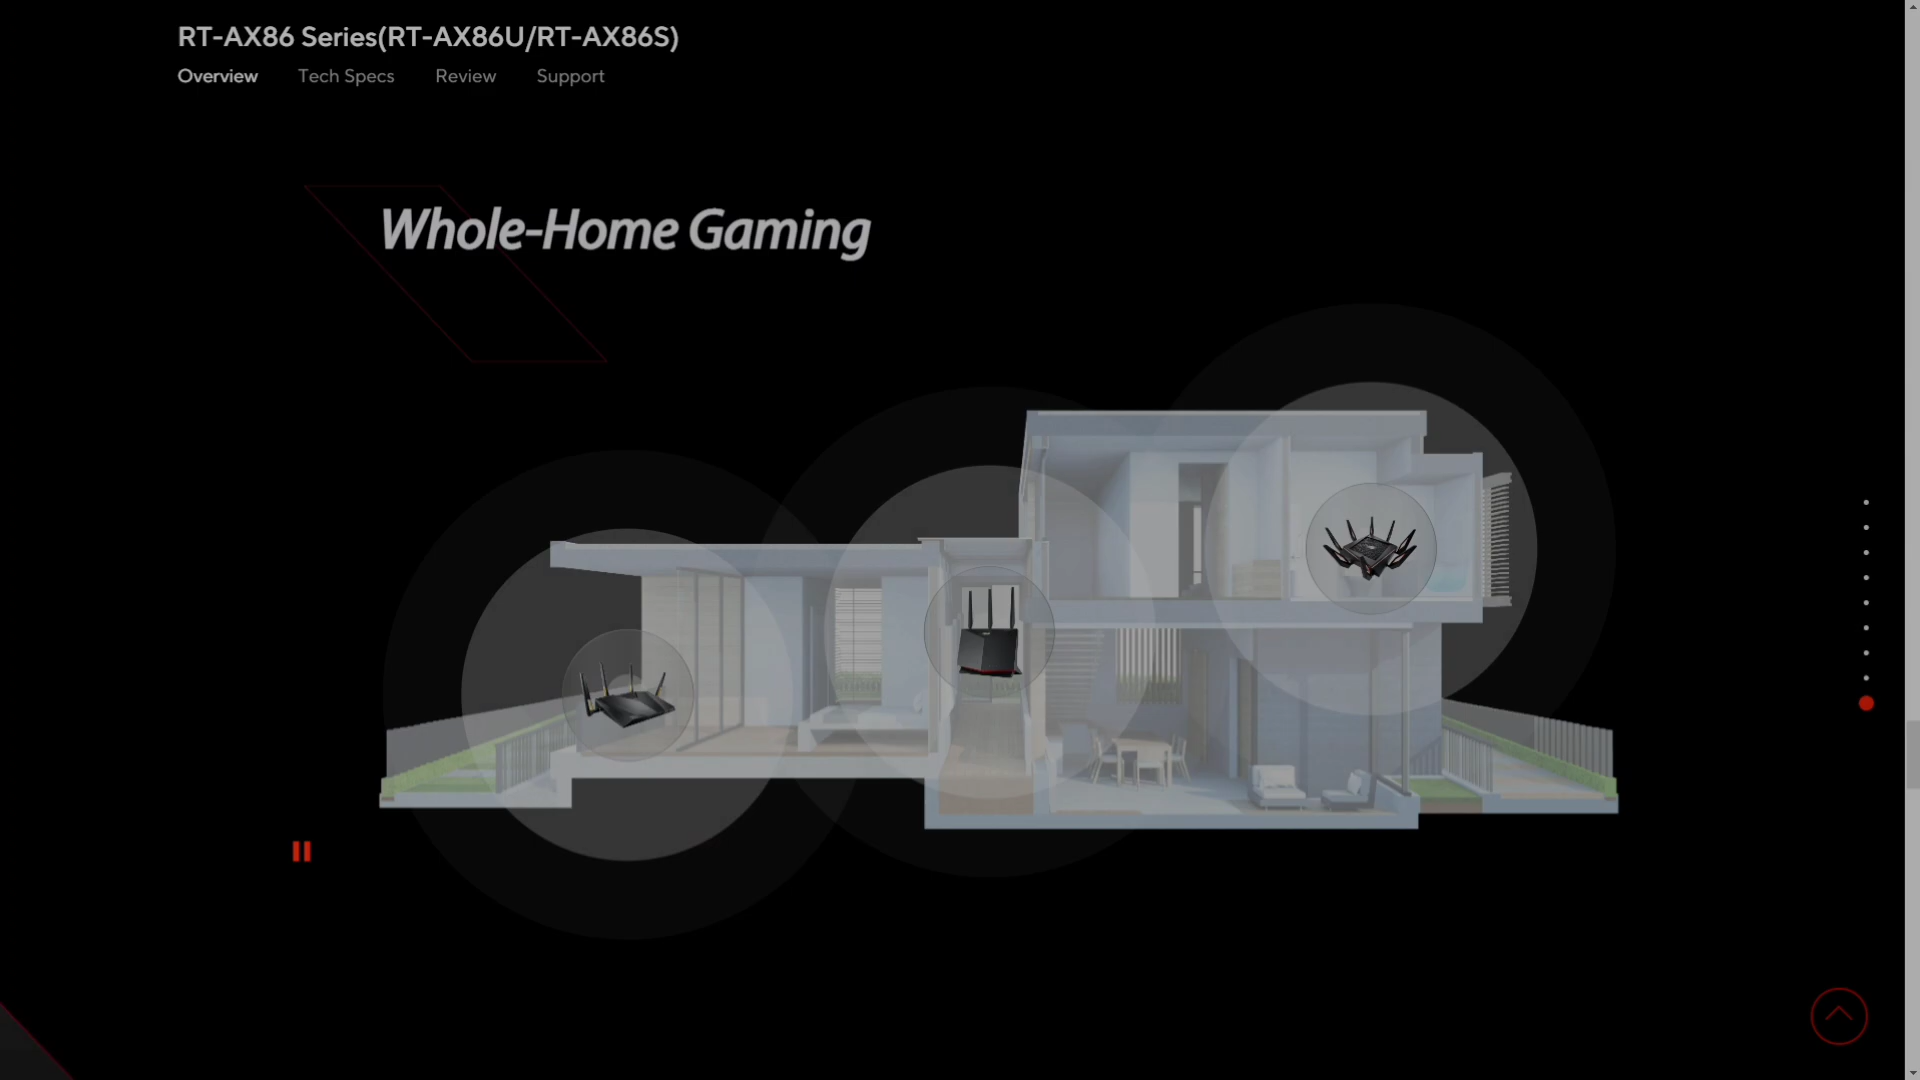 RT-AX86 Series(RT-AX86U/RT-AX86S)
Overview Tech Specs Review Support
Whole-Home Gaming